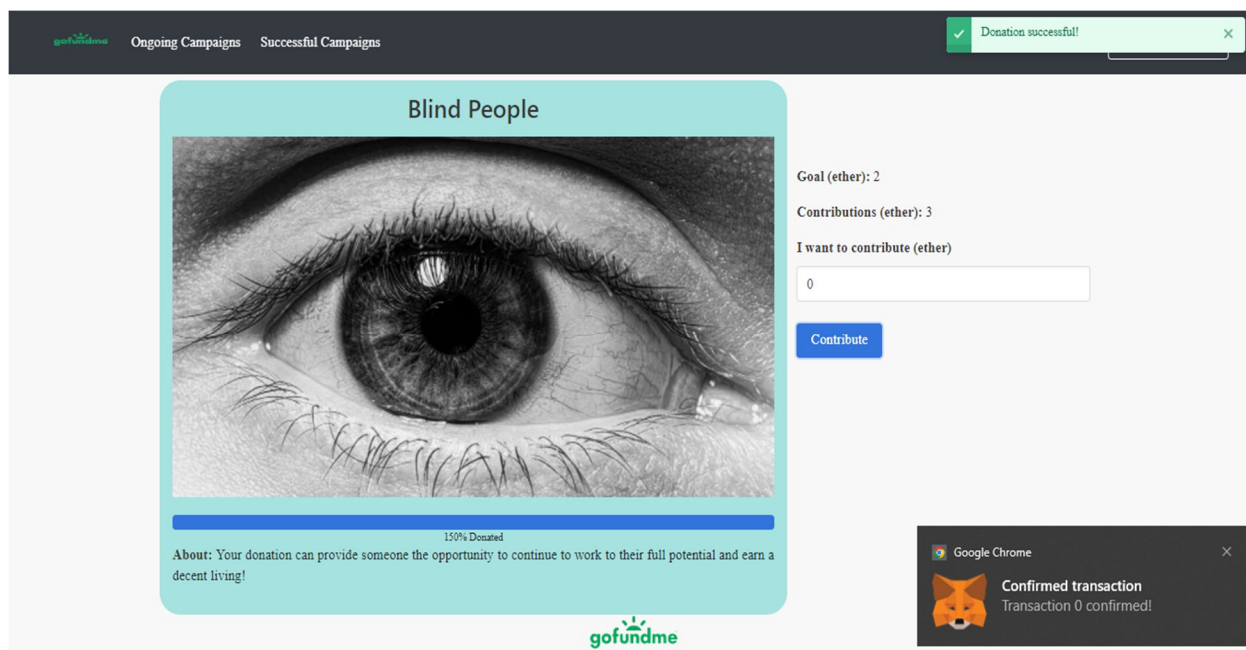 gofundme Ongoing Campaigns Successful Campaigns
Donation successful!
Blind People
Goal (ether): 2
Contributions (ether): 3
I want to contribute (ether)
0
Contribute
150% Donated
About: Your donation can provide someone the opportunity to continue to work to their full potential and earn a
decent living!
Google Chrome
Confirmed transaction
Transaction 0 confirmed!
gofundme